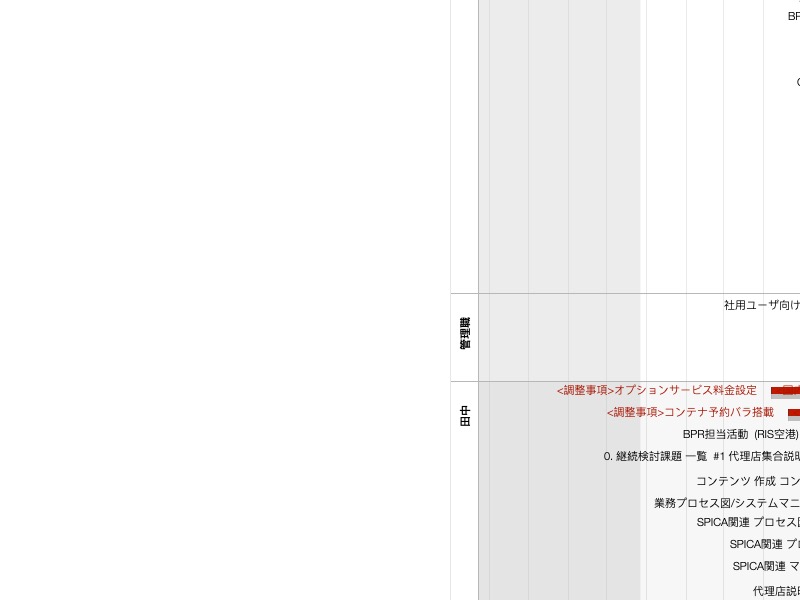 BP
社用ユーザ向け
管理職
<調整事項>オプションサービス料金設定
田中
<調整事項>コンテナ予約バラ搭載
BPR担当活動 (RIS空港)
0. 継続検討課題 一覧 #1 代理店集合説明
コンテンツ 作成 コン
業務プロセス図/システムマニ
SPICA関連 プロセス図
SPICA関連 プロ
SPICA関連 マ
代理店説明